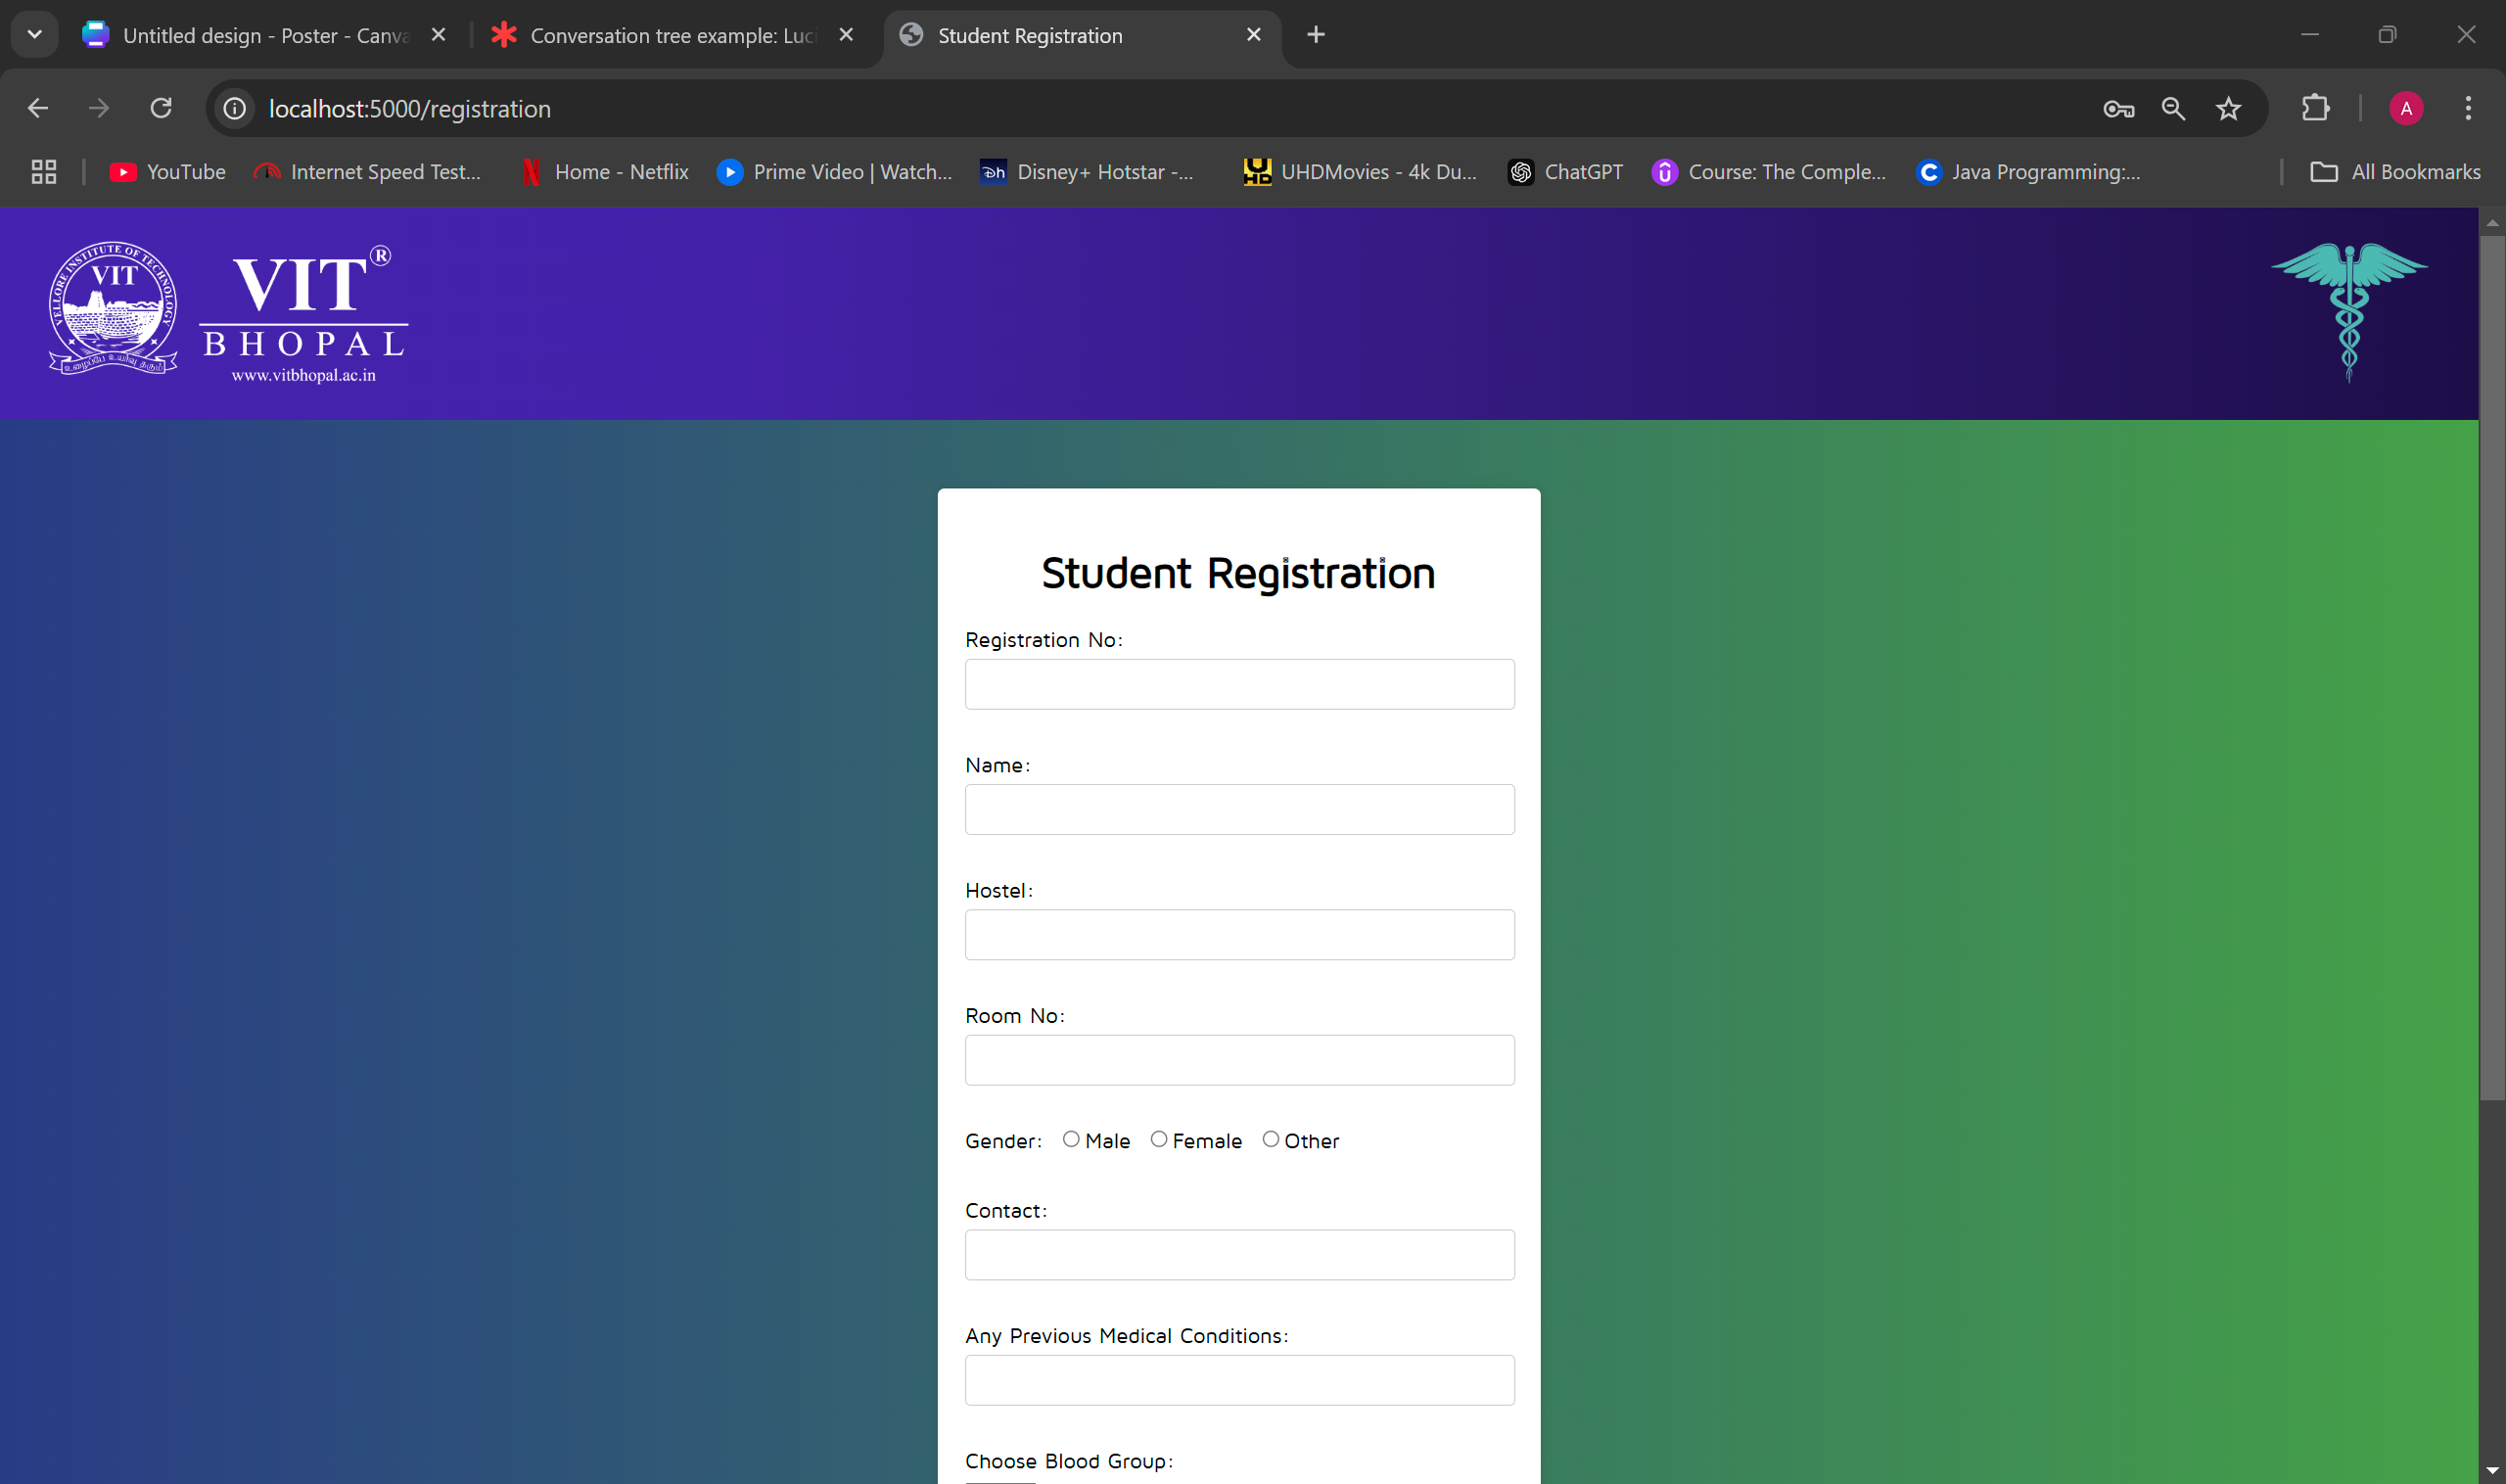 Untitled design - Poster - Canva
Conversation tree example: Luci
Student Registration
localhost:5000/registration
A
YouTube
Internet Speed Test...
Home - Netflix
Prime Video | Watch...
Disney+ Hotstar -...
UHDMovies - 4k Du...
ChatGPT
Course: The Comple...
Java Programming:...
All Bookmarks
VELLORE INSTITUTE OF TECHNOLOGY
VIT
VIT®
BHOPAL
www.vitbhopal.ac.in
Student Registration
Registration No:
Name:
Hostel:
Room No:
Gender: Male Female Other
Contact:
Any Previous Medical Conditions:
Choose Blood Group: